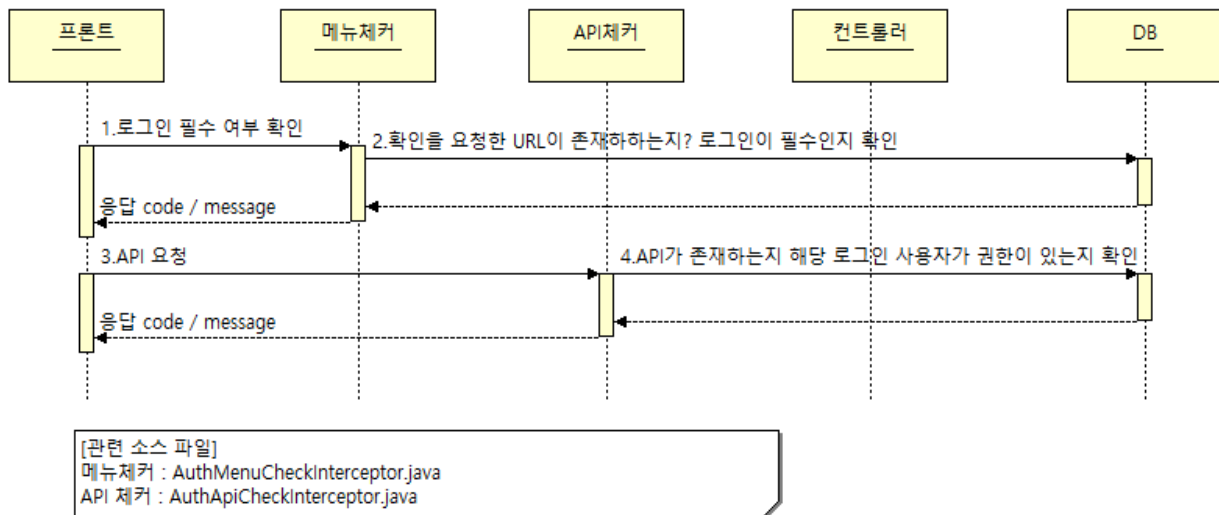 프론트
메뉴체커
API체커
컨트롤러
DB
1.로그인 필수 여부 확인
2.확인을 요청한 URL이 존재하하는지? 로그인이 필수인지 확인
응답 code / message
3.API 요청
4.API가 존재하는지 해당 로그인 사용자가 권한이 있는지 확인
응답 code / message
[관련 소스 파일]
메뉴체커 : AuthMenuCheckInterceptor.java
API 체커 : AuthApiCheckInterceptor.java